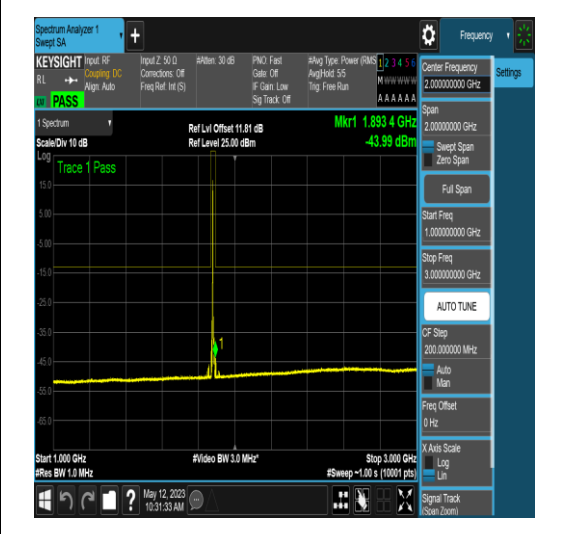 Spectrum Analyzer 1
Swept SA
Frequency
KEYSIGHT
Input: RF
Coupling: DC
Align: Auto
RL
LXI
PASS
Input Z: 50 Ω
Corrections: Off
Freq Ref: Int (S)
#Atten: 30 dB
PNO: Fast
Gate: Off
IF Gain: Low
Sig Track: Off
#Avg Type: Power (RMS
Avg|Hold: 5/5
Trig: Free Run
1 2 3 4 5 6
M W W W W W
A A A A A A
1 Spectrum
Scale/Div 10 dB
Ref Lvl Offset 11.81 dB
Ref Level 25.00 dBm
Mkr1 1.893 4 GHz
-43.99 dBm
Log
Trace 1 Pass
15.0
5.00
-5.00
-15.0
-25.0
-35.0
-45.0
-55.0
-65.0
1
Start 1.000 GHz
#Res BW 1.0 MHz
#Video BW 3.0 MHz*
Stop 3.000 GHz
#Sweep ~1.00 s (10001 pts)
Center Frequency
2.000000000 GHz
Settings
Span
2.00000000 GHz
Swept Span
Zero Span
Full Span
Start Freq
1.000000000 GHz
Stop Freq
3.000000000 GHz
AUTO TUNE
CF Step
200.000000 MHz
Auto
Man
Freq Offset
0 Hz
X Axis Scale
Log
Lin
Signal Track
(Span Zoom)
?
May 12, 2023
10:31:33 AM